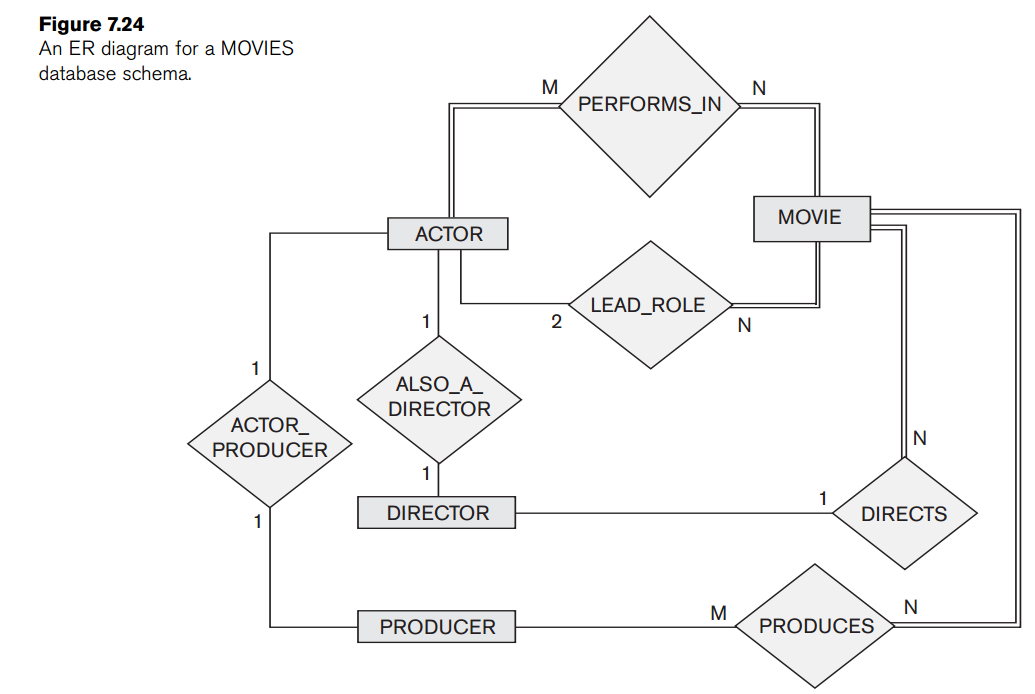 Figure 7.24
An ER diagram for a MOVIES
database schema.
M
PERFORMS_IN
N
ACTOR
MOVIE
LEAD_ROLE
2
N
1
ALSO_A_
DIRECTOR
1
1
ACTOR_
PRODUCER
1
DIRECTOR
1
DIRECTS
N
PRODUCER
M
PRODUCES
N